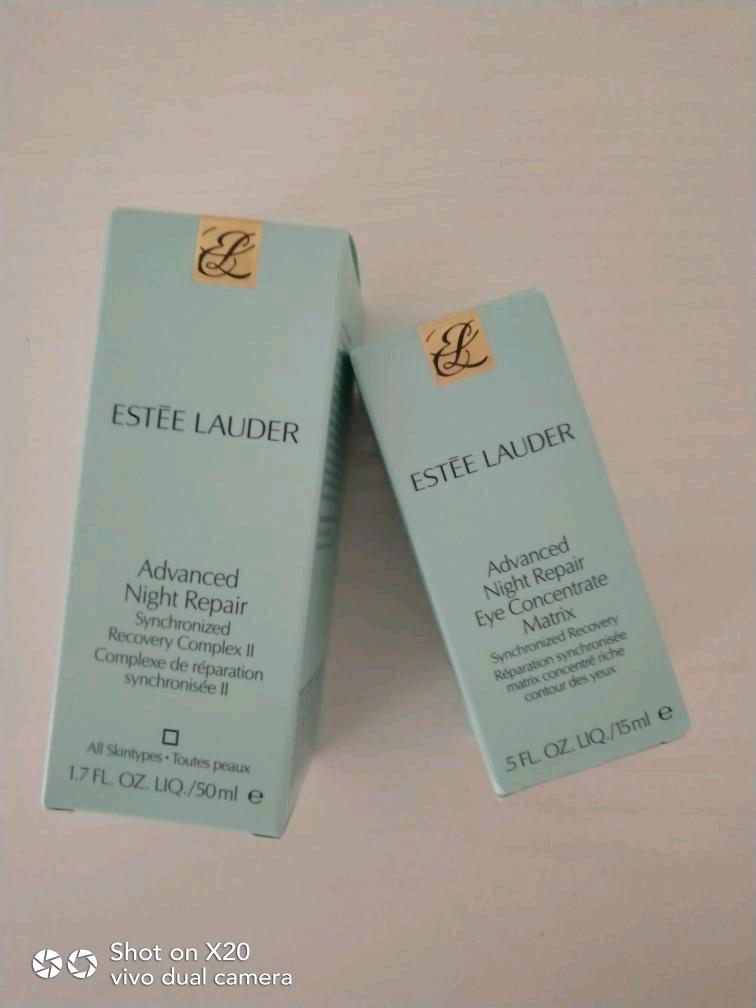 ESTĒE LAUDER
Advanced
Night Repair
Synchronized
Recovery Complex II
Complexe de réparation
synchronisée II
All Skintypes • Toutes peaux
1.7 FL. OZ. LIQ./50ml e
ESTĒE LAUDER
Advanced
Night Repair
Eye Concentrate
Matrix
Synchronized Recovery
Réparation synchronisée
matrix concentré riche
contour des yeux
.5 FL. OZ. LIQ./15ml e
Shot on X20
vivo dual camera